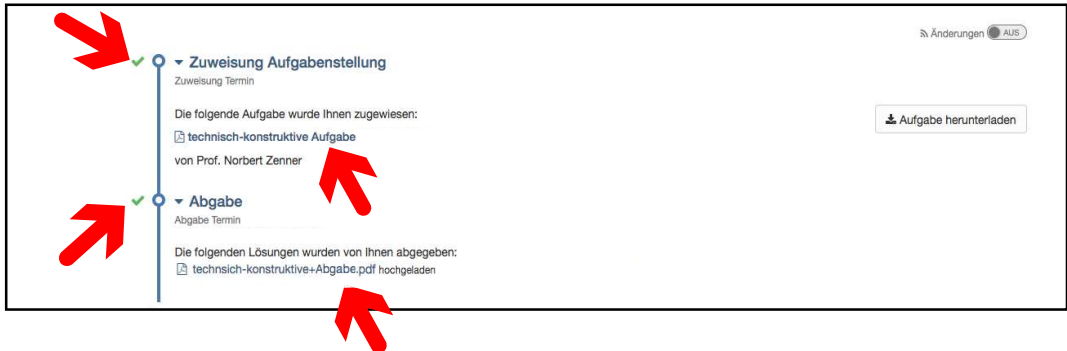 Änderungen AUS
Zuweisung Aufgabenstellung
Zuweisung Termin
Die folgende Aufgabe wurde Ihnen zugewiesen:
Aufgabe herunterladen
technisch-konstruktive Aufgabe
von Prof. Norbert Zenner
Abgabe
Abgabe Termin
Die folgenden Lösungen wurden von Ihnen abgegeben:
technsich-konstruktive+Abgabe.pdf hochgeladen